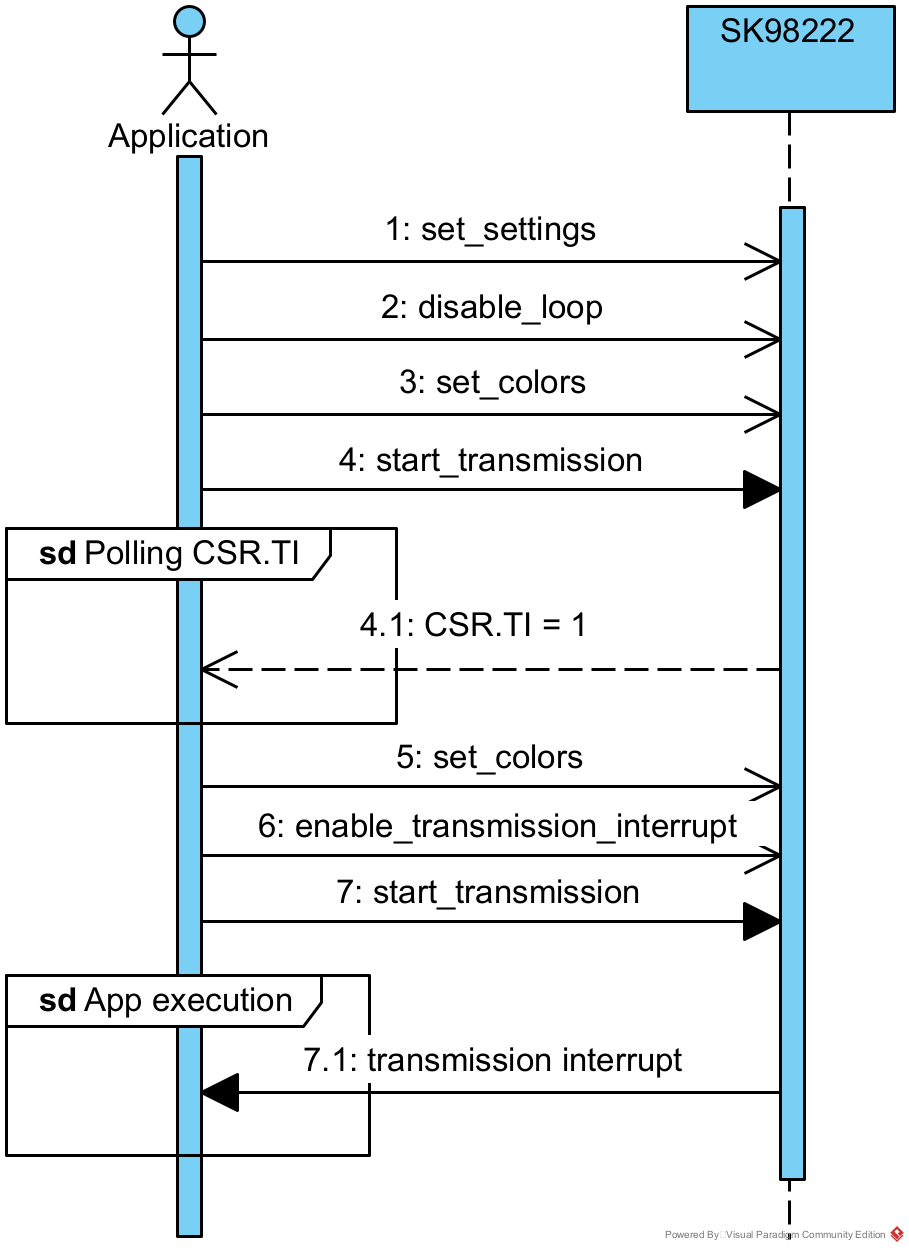 SK98222
Application
1: set_settings
2: disable_loop
3: set_colors
4: start_transmission
sd Polling CSR.TI
4.1: CSR.TI = 1
5: set_colors
6: enable_transmission_interrupt
7: start_transmission
sd App execution
7.1: transmission interrupt
Powered By Visual Paradigm Community Edition